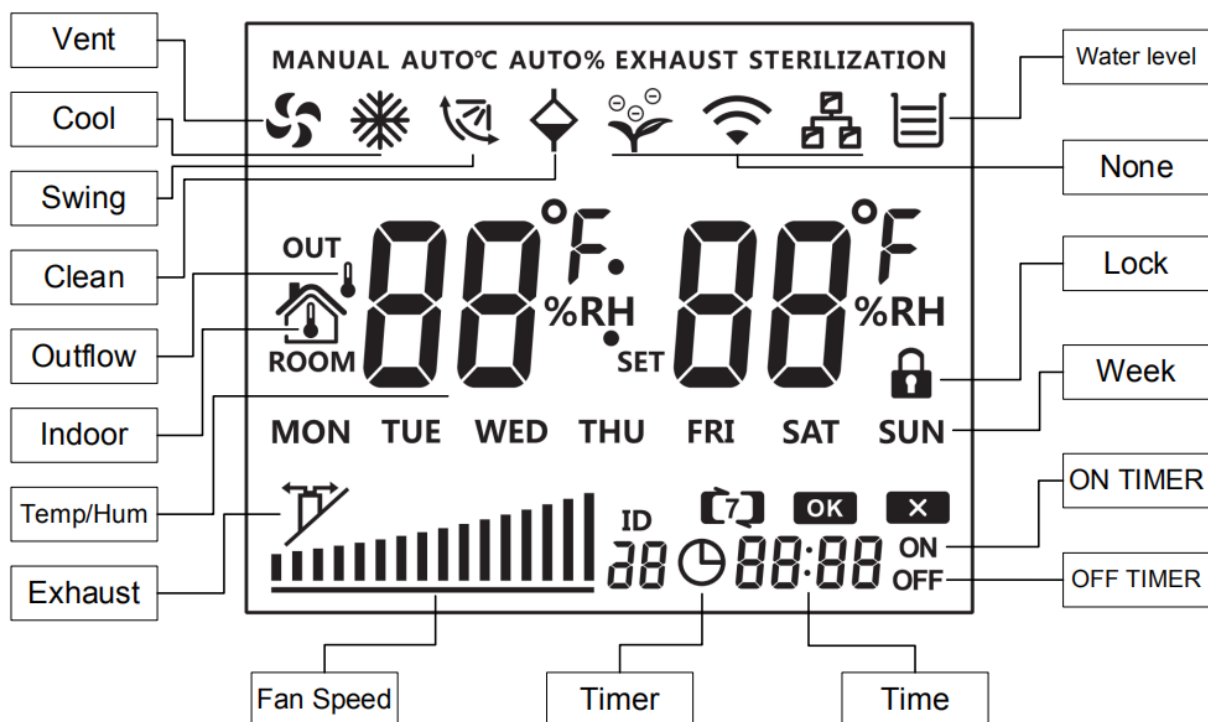 Vent
Cool
Swing
Clean
Outflow
Indoor
Temp/Hum
Exhaust
MANUAL AUTO℃ AUTO% EXHAUST STERILIZATION
OUT
ROOM
88°F
%RH
SET
88°F
%RH
MON TUE WED THU FRI SAT SUN
7 OK ✕
ID
38 88:88
ON
OFF
Water level
None
Lock
Week
ON TIMER
OFF TIMER
Fan Speed
Timer
Time